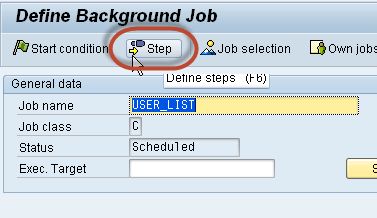 Define Background Job
Start condition Step Job selection Own jobs
Define steps (F6)
General data
Job name USER_LIST
Job class C
Status Scheduled
Exec. Target